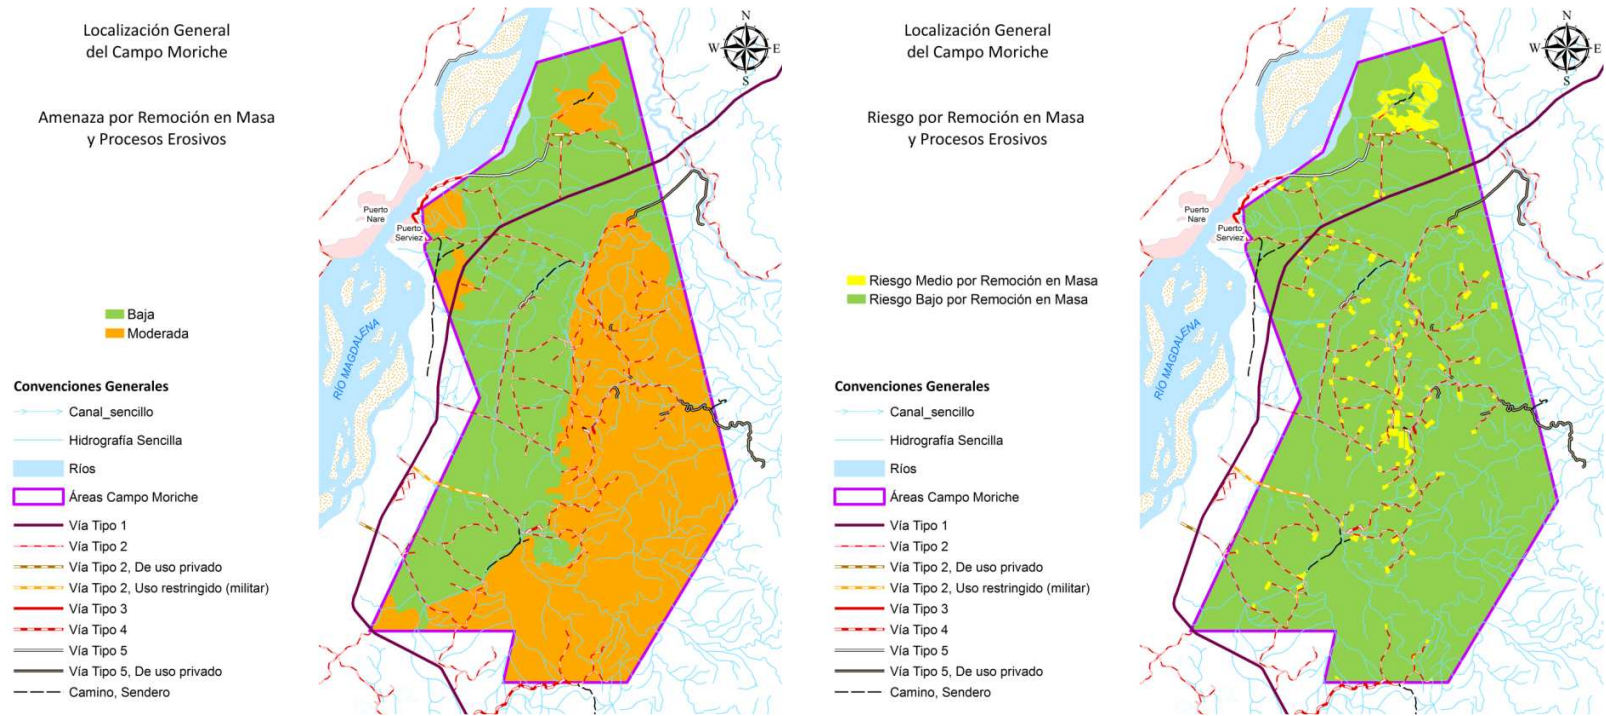 Localización General
del Campo Moriche
Amenaza por Remoción en Masa
y Procesos Erosivos
Baja
Moderada
Convenciones Generales
Canal_sencillo
Hidrografía Sencilla
Ríos
Áreas Campo Moriche
Vía Tipo 1
Vía Tipo 2
Vía Tipo 2, De uso privado
Vía Tipo 2, Uso restringido (militar)
Vía Tipo 3
Vía Tipo 4
Vía Tipo 5
Vía Tipo 5, De uso privado
Camino, Sendero
N
W
E
S
Puerto
Nare
Puerto
Serviez
RÍO MAGDALENA
Localización General
del Campo Moriche
Riesgo por Remoción en Masa
y Procesos Erosivos
Riesgo Medio por Remoción en Masa
Riesgo Bajo por Remoción en Masa
Convenciones Generales
Canal_sencillo
Hidrografía Sencilla
Ríos
Áreas Campo Moriche
Vía Tipo 1
Vía Tipo 2
Vía Tipo 2, De uso privado
Vía Tipo 2, Uso restringido (militar)
Vía Tipo 3
Vía Tipo 4
Vía Tipo 5
Vía Tipo 5, De uso privado
Camino, Sendero
N
W
E
S
Puerto
Nare
Puerto
Serviez
RÍO MAGDALENA